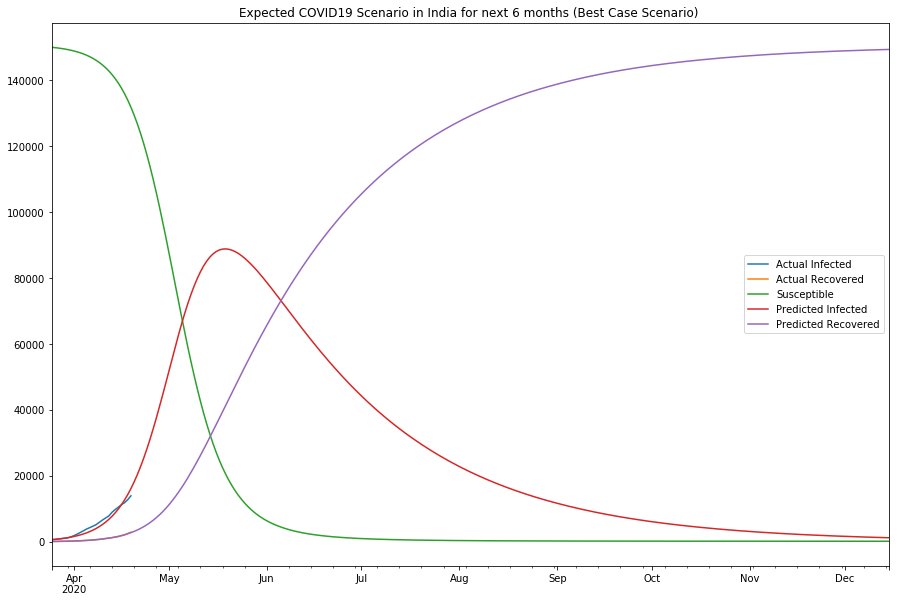 Expected COVID19 Scenario in India for next 6 months (Best Case Scenario)
140000
120000
100000
80000
60000
40000
20000
0
Actual Infected
Actual Recovered
Susceptible
Predicted Infected
Predicted Recovered
Apr May Jun Jul Aug Sep Oct Nov Dec
2020